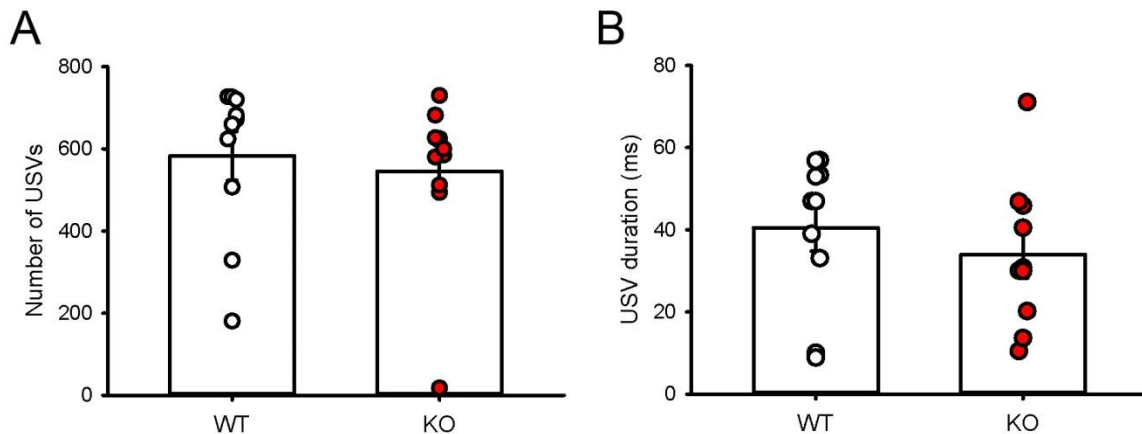 A
Number of USVs
800
600
400
200
0
WT
KO
B
USV duration (ms)
80
60
40
20
0
WT
KO